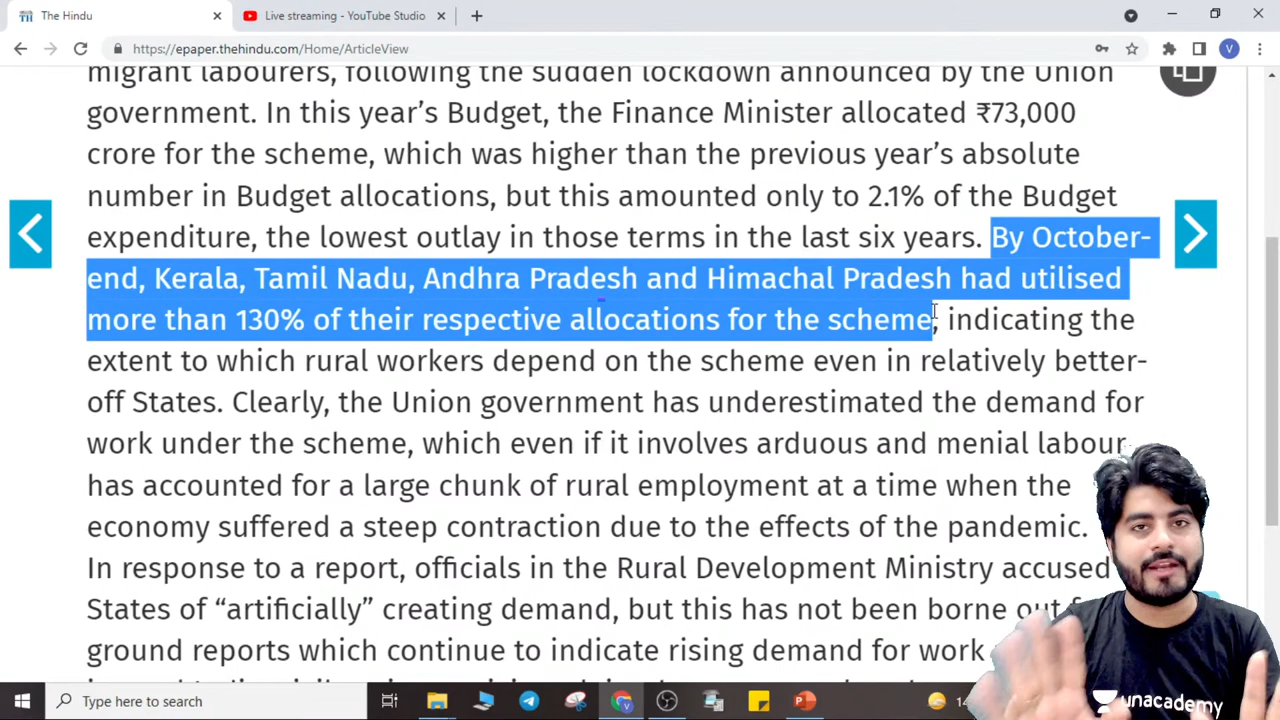 The Hindu
Live streaming - YouTube Studio
https://epaper.thehindu.com/Home/ArticleView
V
migrant labourers, following the sudden lockdown announced by the Union
government. In this year’s Budget, the Finance Minister allocated ₹73,000
crore for the scheme, which was higher than the previous year’s absolute
number in Budget allocations, but this amounted only to 2.1% of the Budget
expenditure, the lowest outlay in those terms in the last six years. By October-
end, Kerala, Tamil Nadu, Andhra Pradesh and Himachal Pradesh had utilised
more than 130% of their respective allocations for the scheme, indicating the
extent to which rural workers depend on the scheme even in relatively better-
off States. Clearly, the Union government has underestimated the demand for
work under the scheme, which even if it involves arduous and menial labour
has accounted for a large chunk of rural employment at a time when the
economy suffered a steep contraction due to the effects of the pandemic.
In response to a report, officials in the Rural Development Ministry accused
States of “artificially” creating demand, but this has not been borne out
ground reports which continue to indicate rising demand for work
Type here to search
unacademy